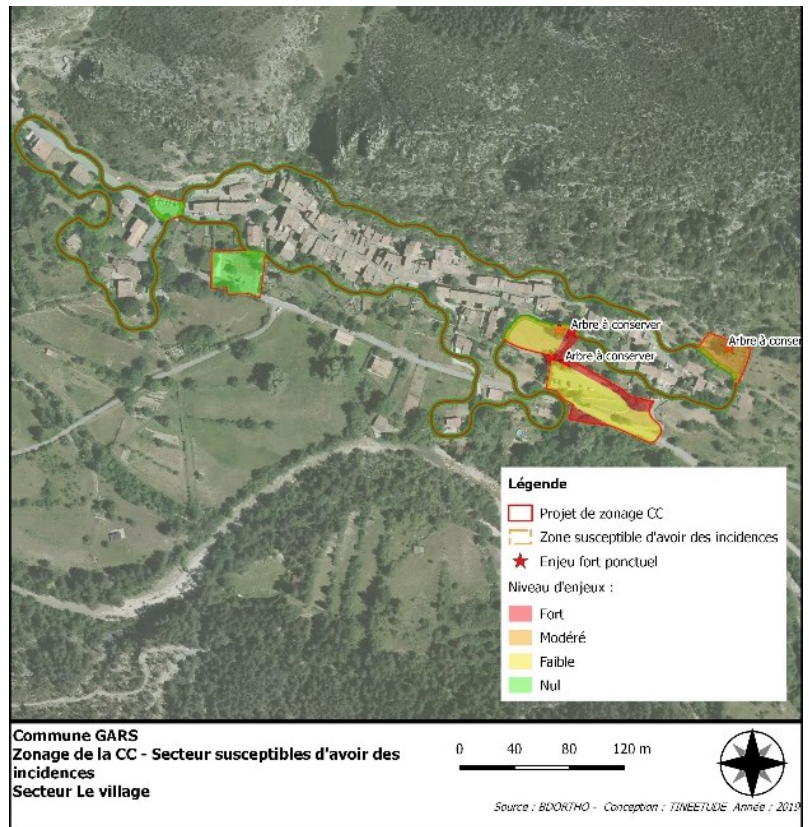 Arbre à conserver
Arbre à conser
Arbre à conserver
Légende
Projet de zonage CC
Zone susceptible d'avoir des incidences
Enjeu fort ponctuel
Niveau d'enjeux :
Fort
Modéré
Faible
Nul
Commune GARS
Zonage de la CC - Secteur susceptibles d'avoir des
incidences
Secteur Le village
0 40 80 120 m
Source : BDORTHO - Conception : TINEETUDE Année : 2019